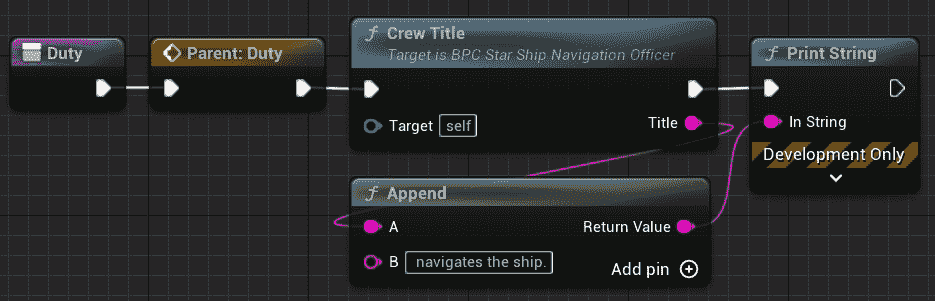 Duty
Parent: Duty
f Crew Title
Target is BPC Star Ship Navigation Officer
Target self
Title
f Print String
In String
Development Only
f Append
A
Return Value
B navigates the ship.
Add pin